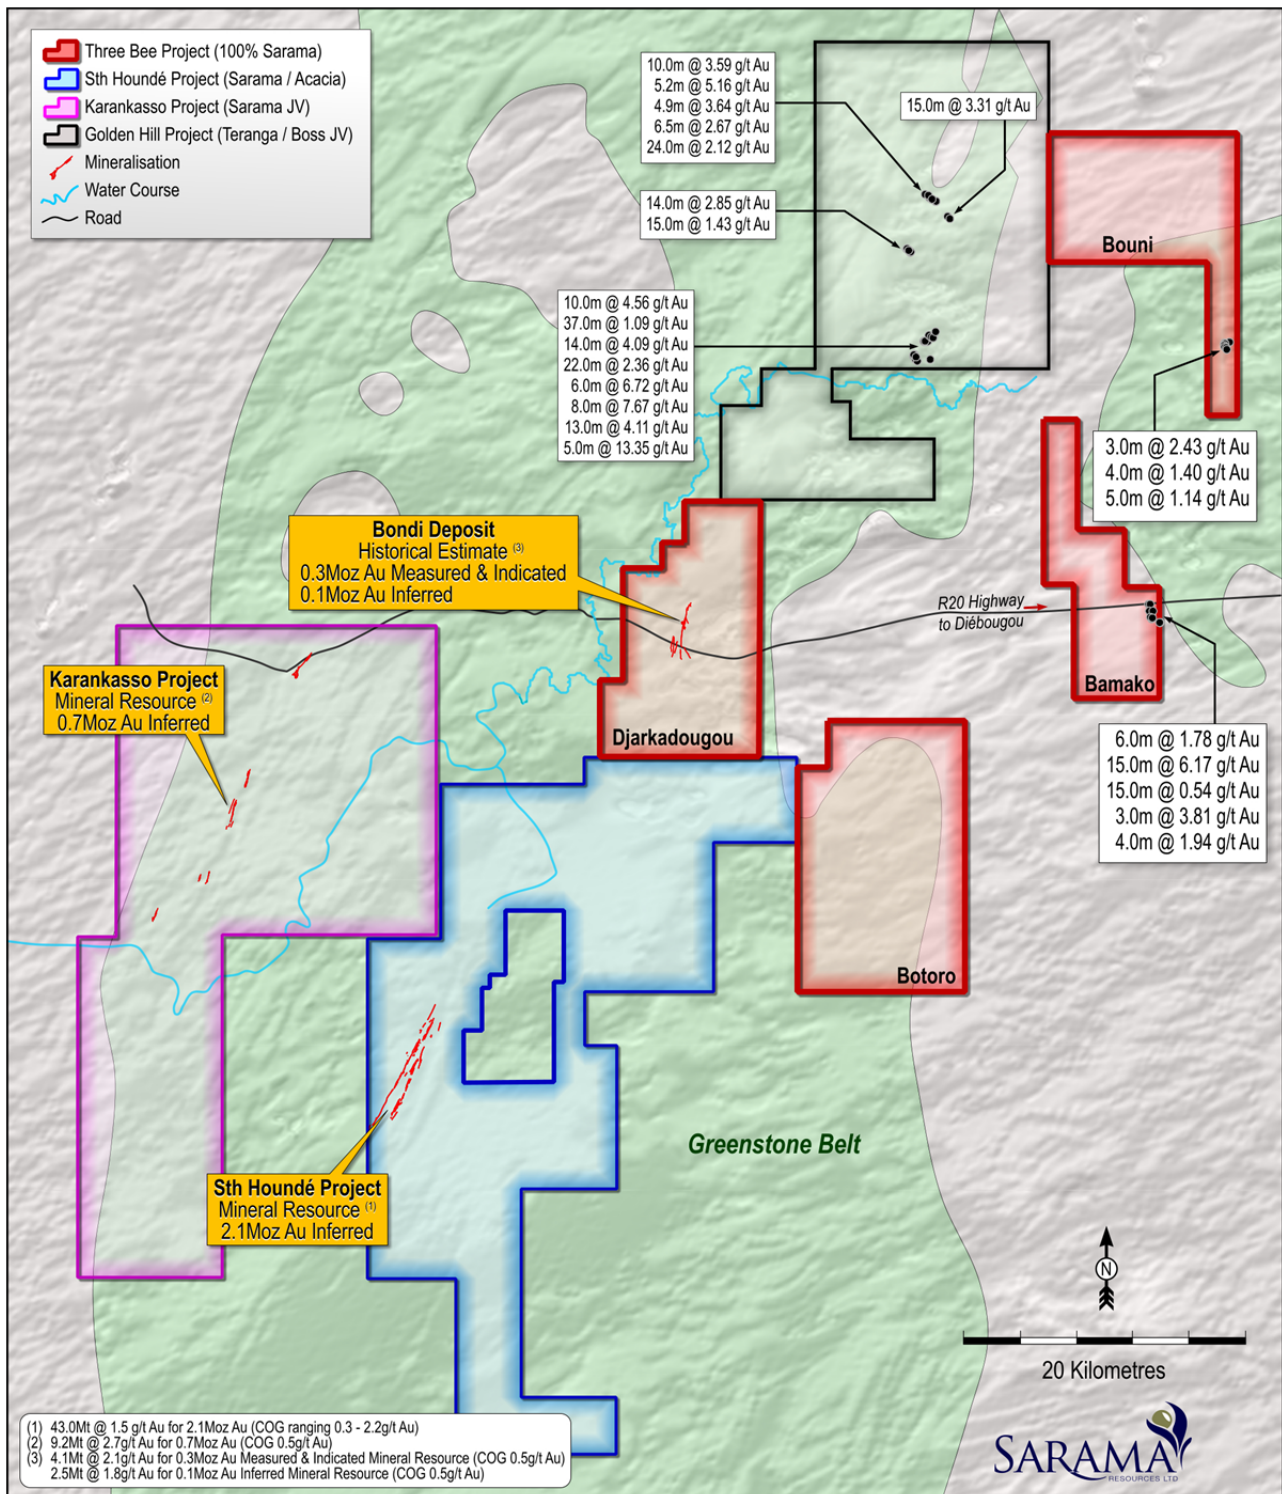 Three Bee Project (100% Sarama)
Sth Houndé Project (Sarama / Acacia)
Karankasso Project (Sarama JV)
Golden Hill Project (Teranga / Boss JV)
Mineralisation
Water Course
Road
10.0m @ 3.59 g/t Au
5.2m @ 5.16 g/t Au
4.9m @ 3.64 g/t Au
6.5m @ 2.67 g/t Au
24.0m @ 2.12 g/t Au
15.0m @ 3.31 g/t Au
14.0m @ 2.85 g/t Au
15.0m @ 1.43 g/t Au
Bouni
10.0m @ 4.56 g/t Au
37.0m @ 1.09 g/t Au
14.0m @ 4.09 g/t Au
22.0m @ 2.36 g/t Au
6.0m @ 6.72 g/t Au
8.0m @ 7.67 g/t Au
13.0m @ 4.11 g/t Au
5.0m @ 13.35 g/t Au
3.0m @ 2.43 g/t Au
4.0m @ 1.40 g/t Au
5.0m @ 1.14 g/t Au
Bondi Deposit
Historical Estimate (3)
0.3Moz Au Measured & Indicated
0.1Moz Au Inferred
R20 Highway
to Diébougou
Karankasso Project
Mineral Resource (2)
0.7Moz Au Inferred
Bamako
Djarkadougou
6.0m @ 1.78 g/t Au
15.0m @ 6.17 g/t Au
15.0m @ 0.54 g/t Au
3.0m @ 3.81 g/t Au
4.0m @ 1.94 g/t Au
Botoro
Greenstone Belt
Sth Houndé Project
Mineral Resource (1)
2.1Moz Au Inferred
N
20 Kilometres
(1) 43.0Mt @ 1.5 g/t Au for 2.1Moz Au (COG ranging 0.3 - 2.2g/t Au)
(2) 9.2Mt @ 2.7g/t Au for 0.7Moz Au (COG 0.5g/t Au)
(3) 4.1Mt @ 2.1g/t Au for 0.3Moz Au Measured & Indicated Mineral Resource (COG 0.5g/t Au)
2.5Mt @ 1.8g/t Au for 0.1Moz Au Inferred Mineral Resource (COG 0.5g/t Au)
SARAMA
RESOURCES LTD